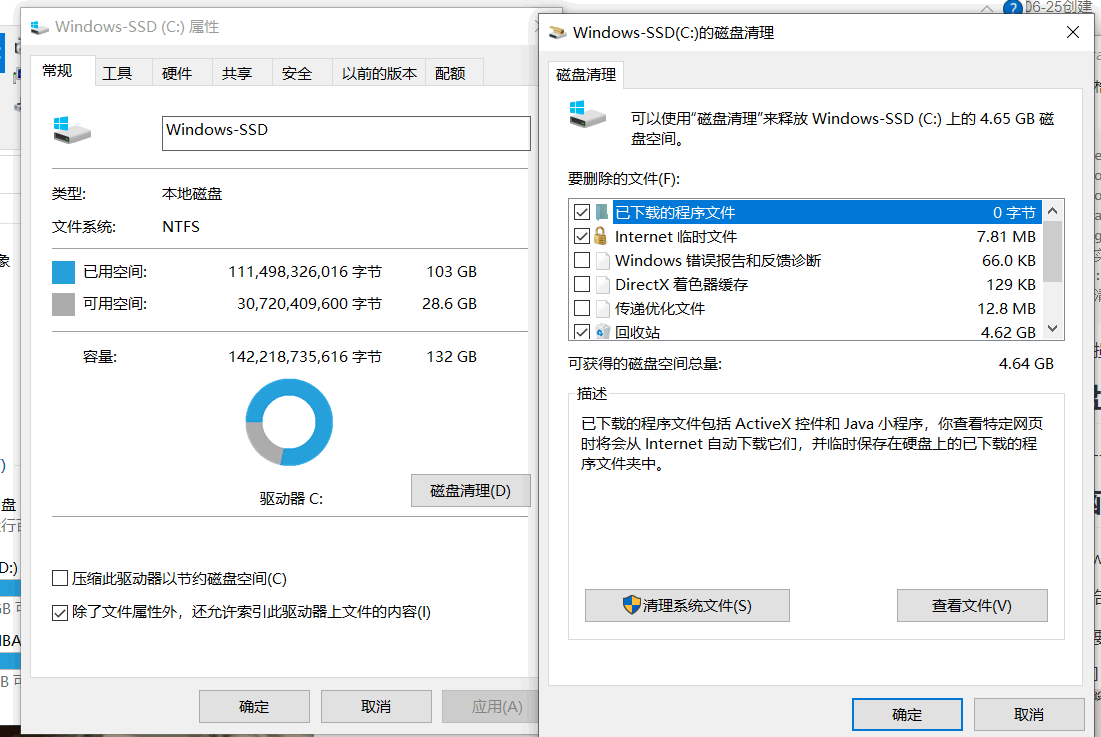 Windows-SSD (C:) 属性
常规
工具
硬件
共享
安全
以前的版本
配额
Windows-SSD
类型:
本地磁盘
文件系统:
NTFS
已用空间:
111,498,326,016 字节
103 GB
可用空间:
30,720,409,600 字节
28.6 GB
容量:
142,218,735,616 字节
132 GB
驱动器 C:
磁盘清理(D)
压缩此驱动器以节约磁盘空间(C)
除了文件属性外，还允许索引此驱动器上文件的内容(I)
确定
取消
应用(A)
06-25创建
Windows-SSD(C:)的磁盘清理
磁盘清理
可以使用“磁盘清理”来释放 Windows-SSD (C:) 上的 4.65 GB 磁
盘空间。
要删除的文件(F):
已下载的程序文件
0 字节
Internet 临时文件
7.81 MB
Windows 错误报告和反馈诊断
66.0 KB
DirectX 着色器缓存
129 KB
传递优化文件
12.8 MB
回收站
4.62 GB
可获得的磁盘空间总量:
4.64 GB
描述
已下载的程序文件包括 ActiveX 控件和 Java 小程序，你查看特定网页
时将会从 Internet 自动下载它们，并临时保存在硬盘上的已下载的程
序文件夹中。
清理系统文件(S)
查看文件(V)
确定
取消